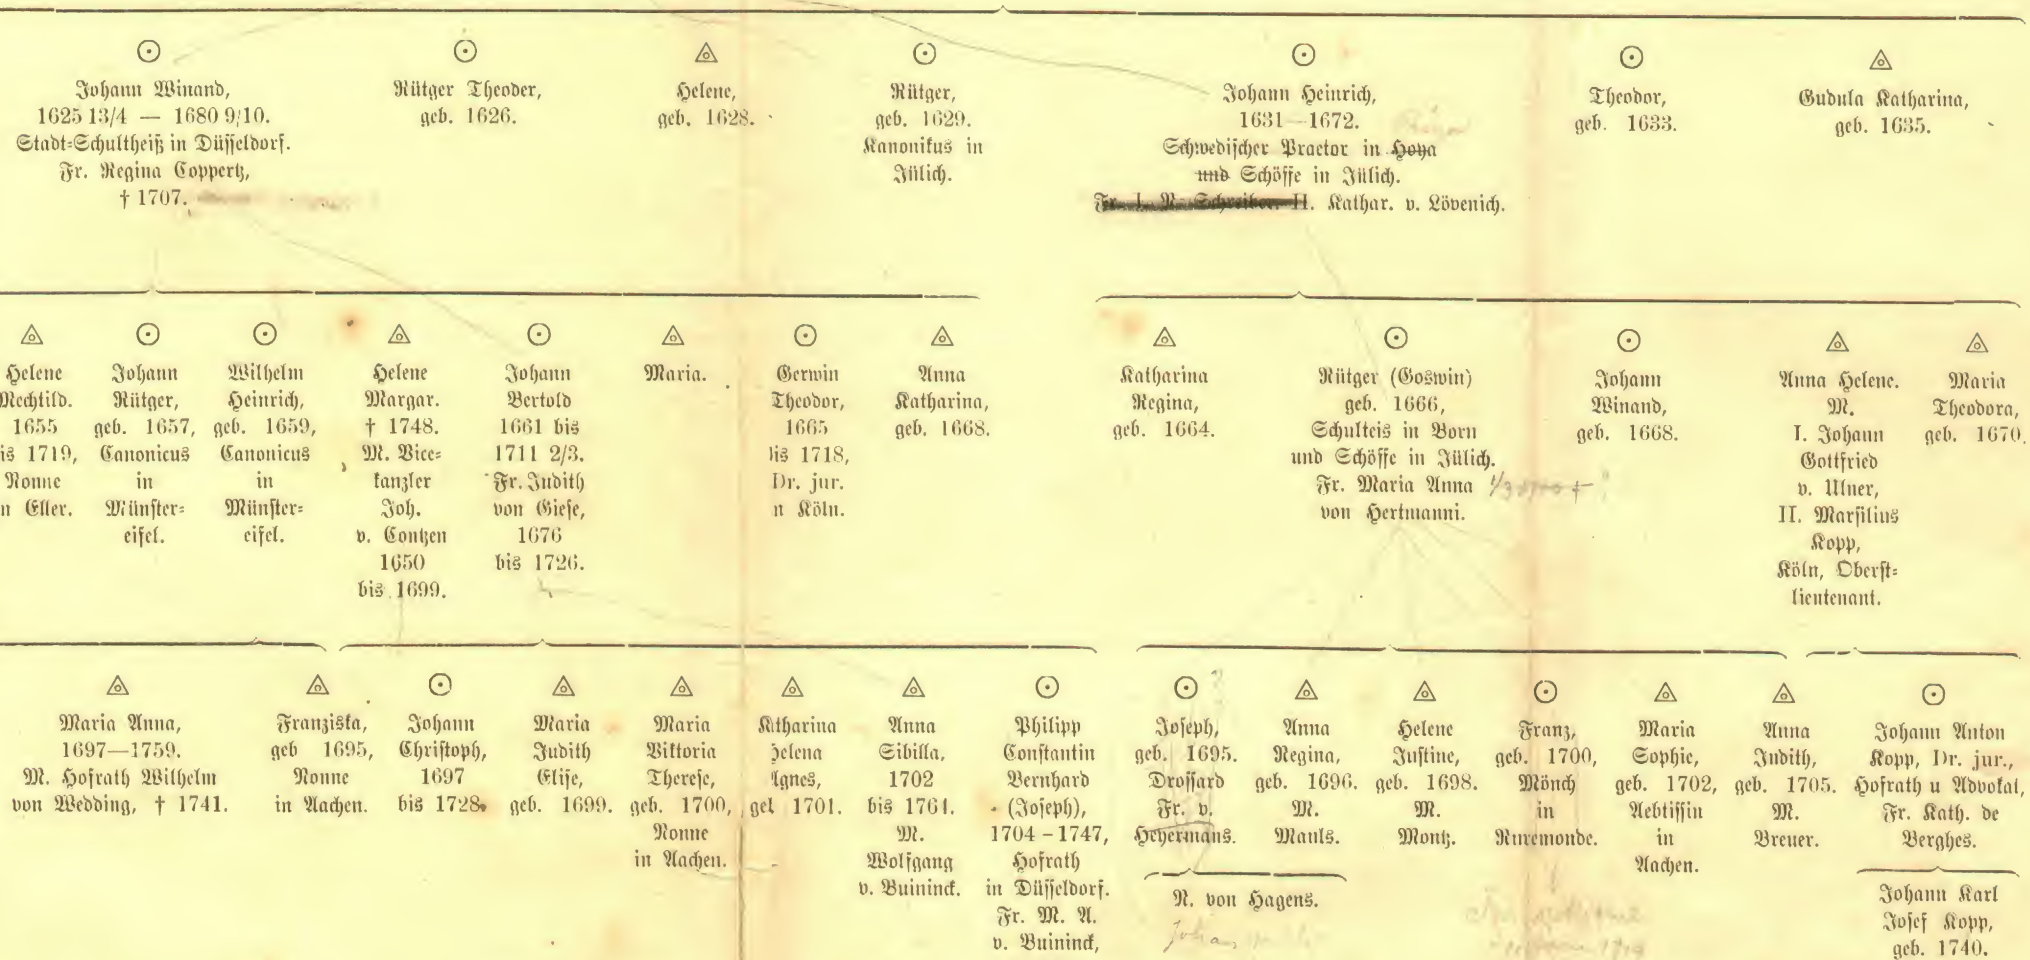 Johann Winand,
1625 13/4 — 1680 9/10.
Stadt-Schultheiß in Düsseldorf.
Fr. Regina Coppertz,
† 1707.
Rütger Theoder,
geb. 1626.
Helene,
geb. 1628.
Rütger,
geb. 1629.
Kanonikus in
Jülich.
Johann Heinrich,
1631—1672.
Schwedischer Praetor in Hoya
und Schöffe in Jülich.
Fr. I. N. Schreiber. II. Kathar. v. Lövenich.
Theodor,
geb. 1633.
Gudula Katharina,
geb. 1635.
Helene
Mechtild.
1655
is 1719,
Nonne
n Eller.
Johann
Rütger,
geb. 1657,
Canonicus
in
Münster-
eifel.
Wilhelm
Heinrich,
geb. 1659,
Canonicus
in
Münster-
eifel.
Helene
Margar.
† 1748.
M. Vice-
kanzler
Joh.
v. Contzen
1650
bis 1699.
Johann
Bertold
1661 bis
1711 2/3.
Fr. Judith
von Giese,
1676
bis 1726.
Maria.
Gerwin
Theodor,
1665
bis 1718,
Dr. jur.
n Köln.
Anna
Katharina,
geb. 1668.
Katharina
Regina,
geb. 1664.
Rütger (Goswin)
geb. 1666,
Schulteis in Born
und Schöffe in Jülich.
Fr. Maria Anna
von Hertmanni.
Johann
Winand,
geb. 1668.
Anna Helene.
M.
I. Johann
Gottfried
v. Ulner,
II. Marsilius
Kopp,
Köln, Oberst-
lieutenant.
Maria
Theodora,
geb. 1670.
Maria Anna,
1697—1759.
M. Hofrath Wilhelm
von Wedding, † 1741.
Franziska,
geb 1695,
Nonne
in Aachen.
Johann
Christoph,
1697
bis 1728.
Maria
Judith
Elise,
geb. 1699.
Maria
Viktoria
Therese,
geb. 1700,
Nonne
in Aachen.
Katharina
Helena
Agnes,
gel 1701.
Anna
Sibilla,
1702
bis 1761.
M.
Wolfgang
v. Buininck.
Philipp
Constantin
Bernhard
(Joseph),
1704–1747,
Hofrath
in Düsseldorf.
Fr. M. A.
v. Buininck,
Joseph,
geb. 1695.
Drossard
Fr. v.
Heyermans.
N. von Hagens.
Johan
Anna
Regina,
geb. 1696.
M.
Mauls.
Helene
Justine,
geb. 1698.
M.
Montz.
Franz,
geb. 1700,
Mönch
in
Ruremonde.
Maria
Sophie,
geb. 1702,
Aebtissin
in
Aachen.
Anna
Judith,
geb. 1705.
M.
Breuer.
Johann Anton
Kopp, Dr. jur.,
Hofrath u Advokat,
Fr. Kath. de
Berghes.
Johann Karl
Josef Kopp,
geb. 1740.